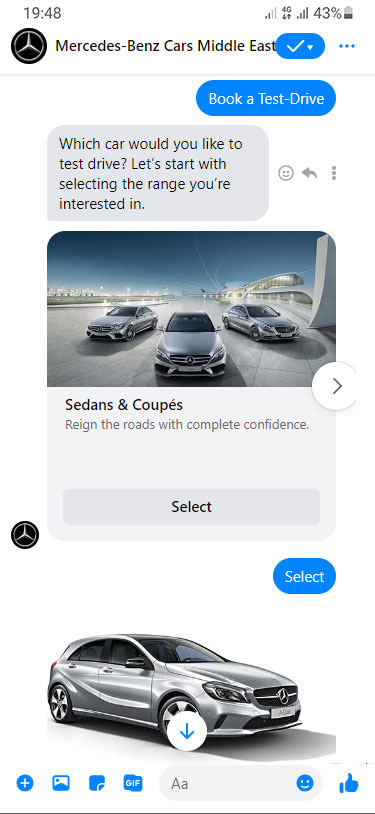 19:48
4G
43%
Mercedes-Benz Cars Middle East
Book a Test-Drive
Which car would you like to
test drive? Let's start with
selecting the range you're
interested in.
Sedans & Coupés
Reign the roads with complete confidence.
Select
Select
A-Class
GIF
Aa